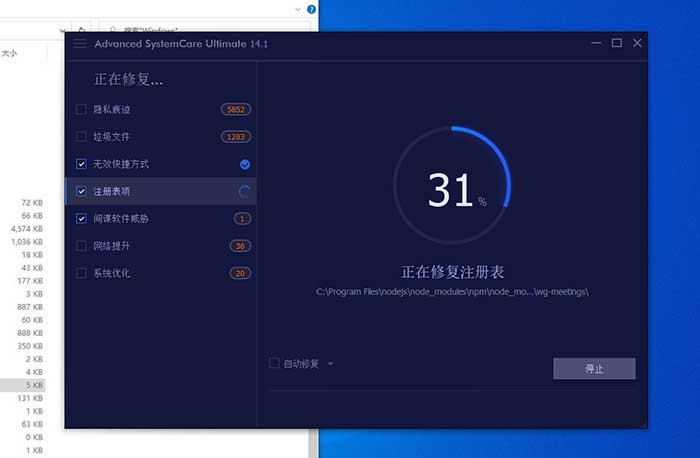 搜索"Windows"
大小
72 KB
66 KB
4,574 KB
1,036 KB
18 KB
43 KB
177 KB
3 KB
887 KB
60 KB
888 KB
350 KB
2 KB
4 KB
5 KB
131 KB
1 KB
63 KB
0 KB
1 KB
Advanced SystemCare Ultimate 14.1
正在修复...
隐私痕迹 5852
垃圾文件 1203
无效快捷方式
注册表项
间谍软件威胁 1
网络提升 36
系统优化 20
31%
正在修复注册表
C:\Program Files\nodejs\node_modules\npm\node_mo...\wg-meetings\
自动修复
停止